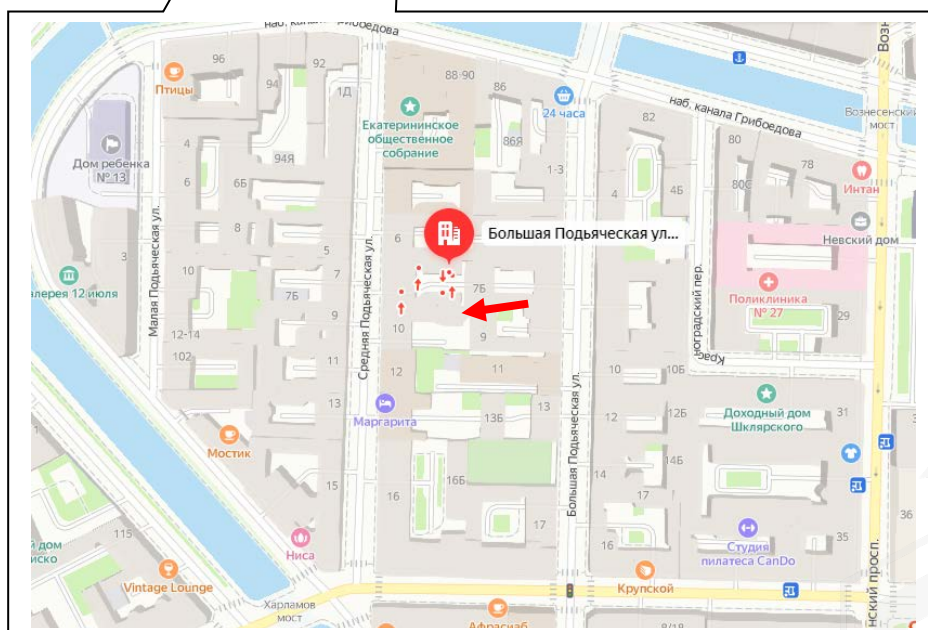 наб. канала Грибоедова
Птицы
96
92
94
1Д
88-90
86
24 часа
82
Екатерининское
общественное
собрание
86Я
наб. канала Грибоедова
Вознесенский
мост
80
78
Интан
80С
Дом ребенка
№ 13
4
94Я
1-3
6
6Б
4
4Б
Невский дом
3
8
5
6
Большая Подьяческая ул...
10
7
7Б
7Б
Поликлиника
№ 27
29
9
10
9
12-14
102
11
12
11
10
10Б
Малая Подьяческая ул.
Средняя Подьяческая ул.
Большая Подьяческая ул.
13
Маргарита
13Б
13
12
12Б
Доходный дом
Шклярского
31
Мостик
14Б
14
15
16
16Б
17
17
16
115
Ниса
Студия
пилатеса CanDo
35
36
Vintage Lounge
Крупской
Харламов
мост